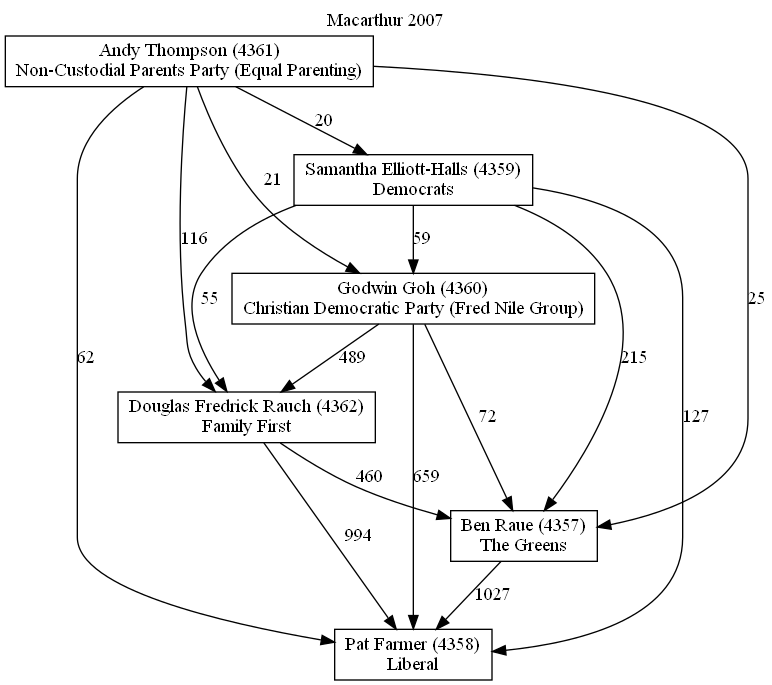 Macarthur 2007
Andy Thompson (4361)
Non-Custodial Parents Party (Equal Parenting)
20
Samantha Elliott-Halls (4359)
Democrats
21
116
59
Godwin Goh (4360)
Christian Democratic Party (Fred Nile Group)
55
25
62
489
215
Douglas Fredrick Rauch (4362)
Family First
72
127
460
659
Ben Raue (4357)
The Greens
994
1027
Pat Farmer (4358)
Liberal